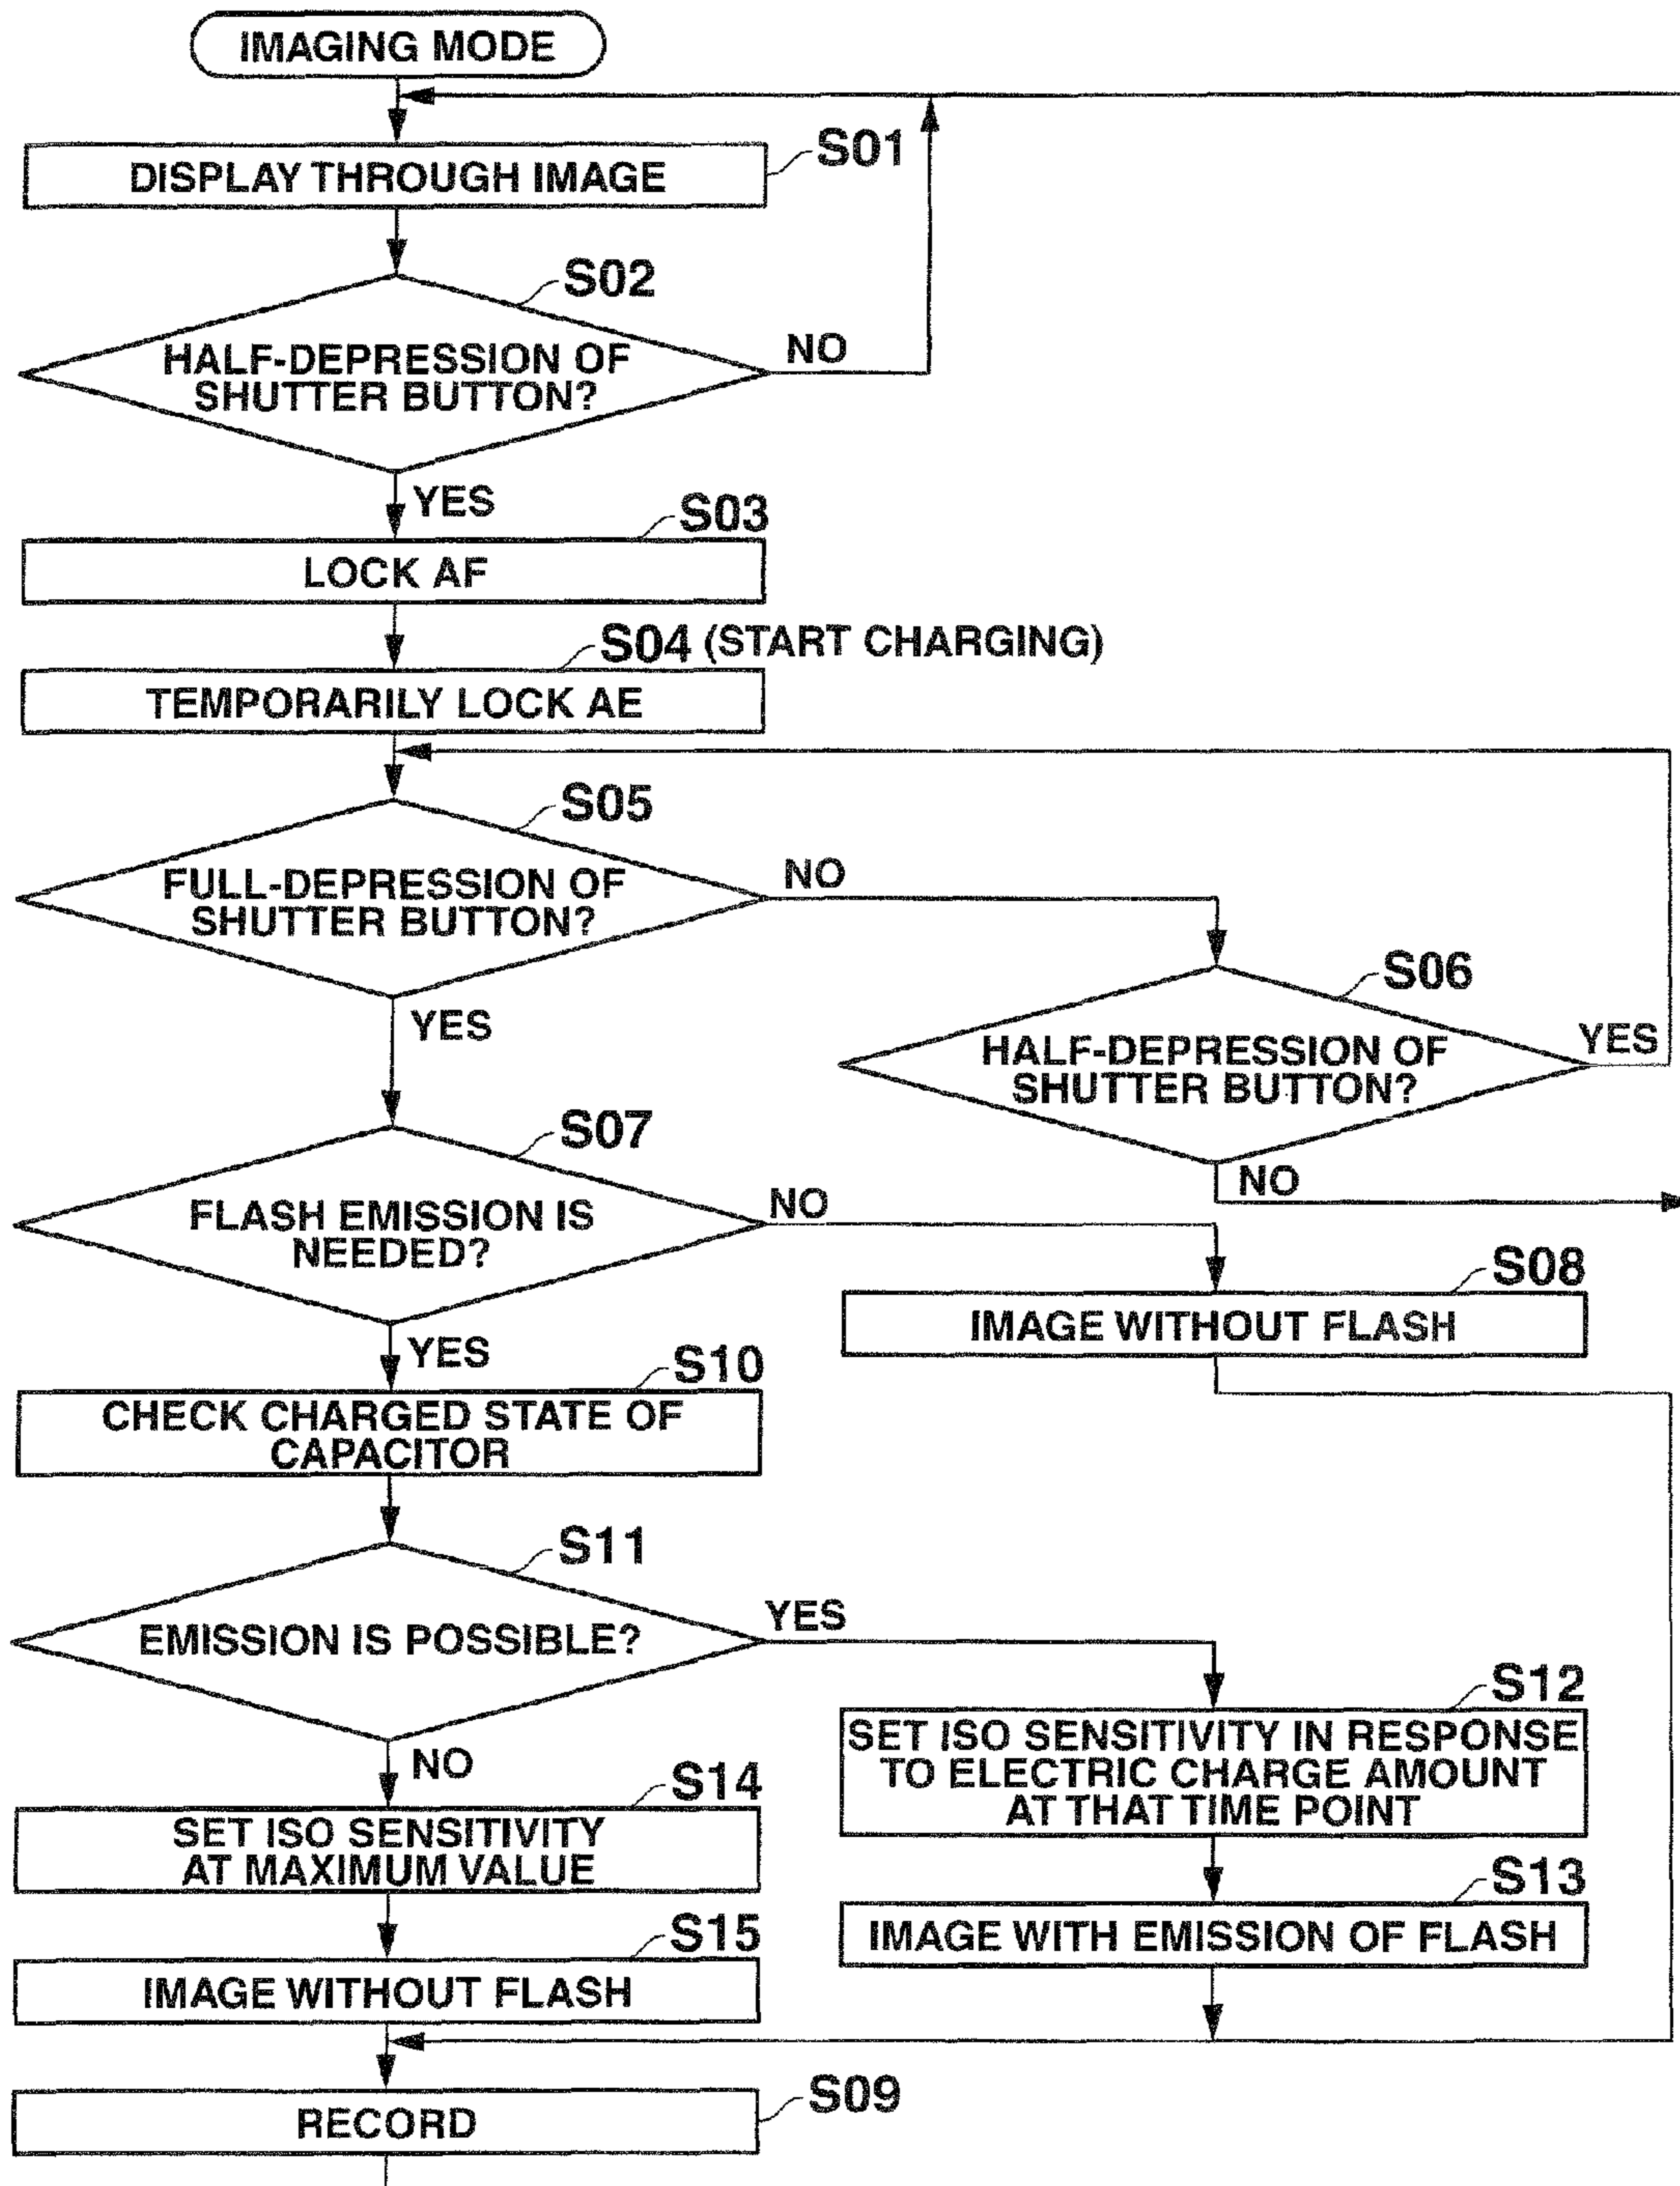 IMAGING MODE
S01
DISPLAY THROUGH IMAGE
S02
HALF-DEPRESSION OF
SHUTTER BUTTON?
NO
YES
S03
LOCK AF
S04 (START CHARGING)
TEMPORARILY LOCK AE
S05
FULL-DEPRESSION OF
SHUTTER BUTTON?
NO
YES
S06
HALF-DEPRESSION OF
SHUTTER BUTTON?
YES
NO
S07
FLASH EMISSION IS
NEEDED?
NO
YES
S08
IMAGE WITHOUT FLASH
S10
CHECK CHARGED STATE OF
CAPACITOR
S11
EMISSION IS POSSIBLE?
YES
NO
S12
SET ISO SENSITIVITY IN RESPONSE
TO ELECTRIC CHARGE AMOUNT
AT THAT TIME POINT
S14
SET ISO SENSITIVITY
AT MAXIMUM VALUE
S13
IMAGE WITH EMISSION OF FLASH
S15
IMAGE WITHOUT FLASH
S09
RECORD